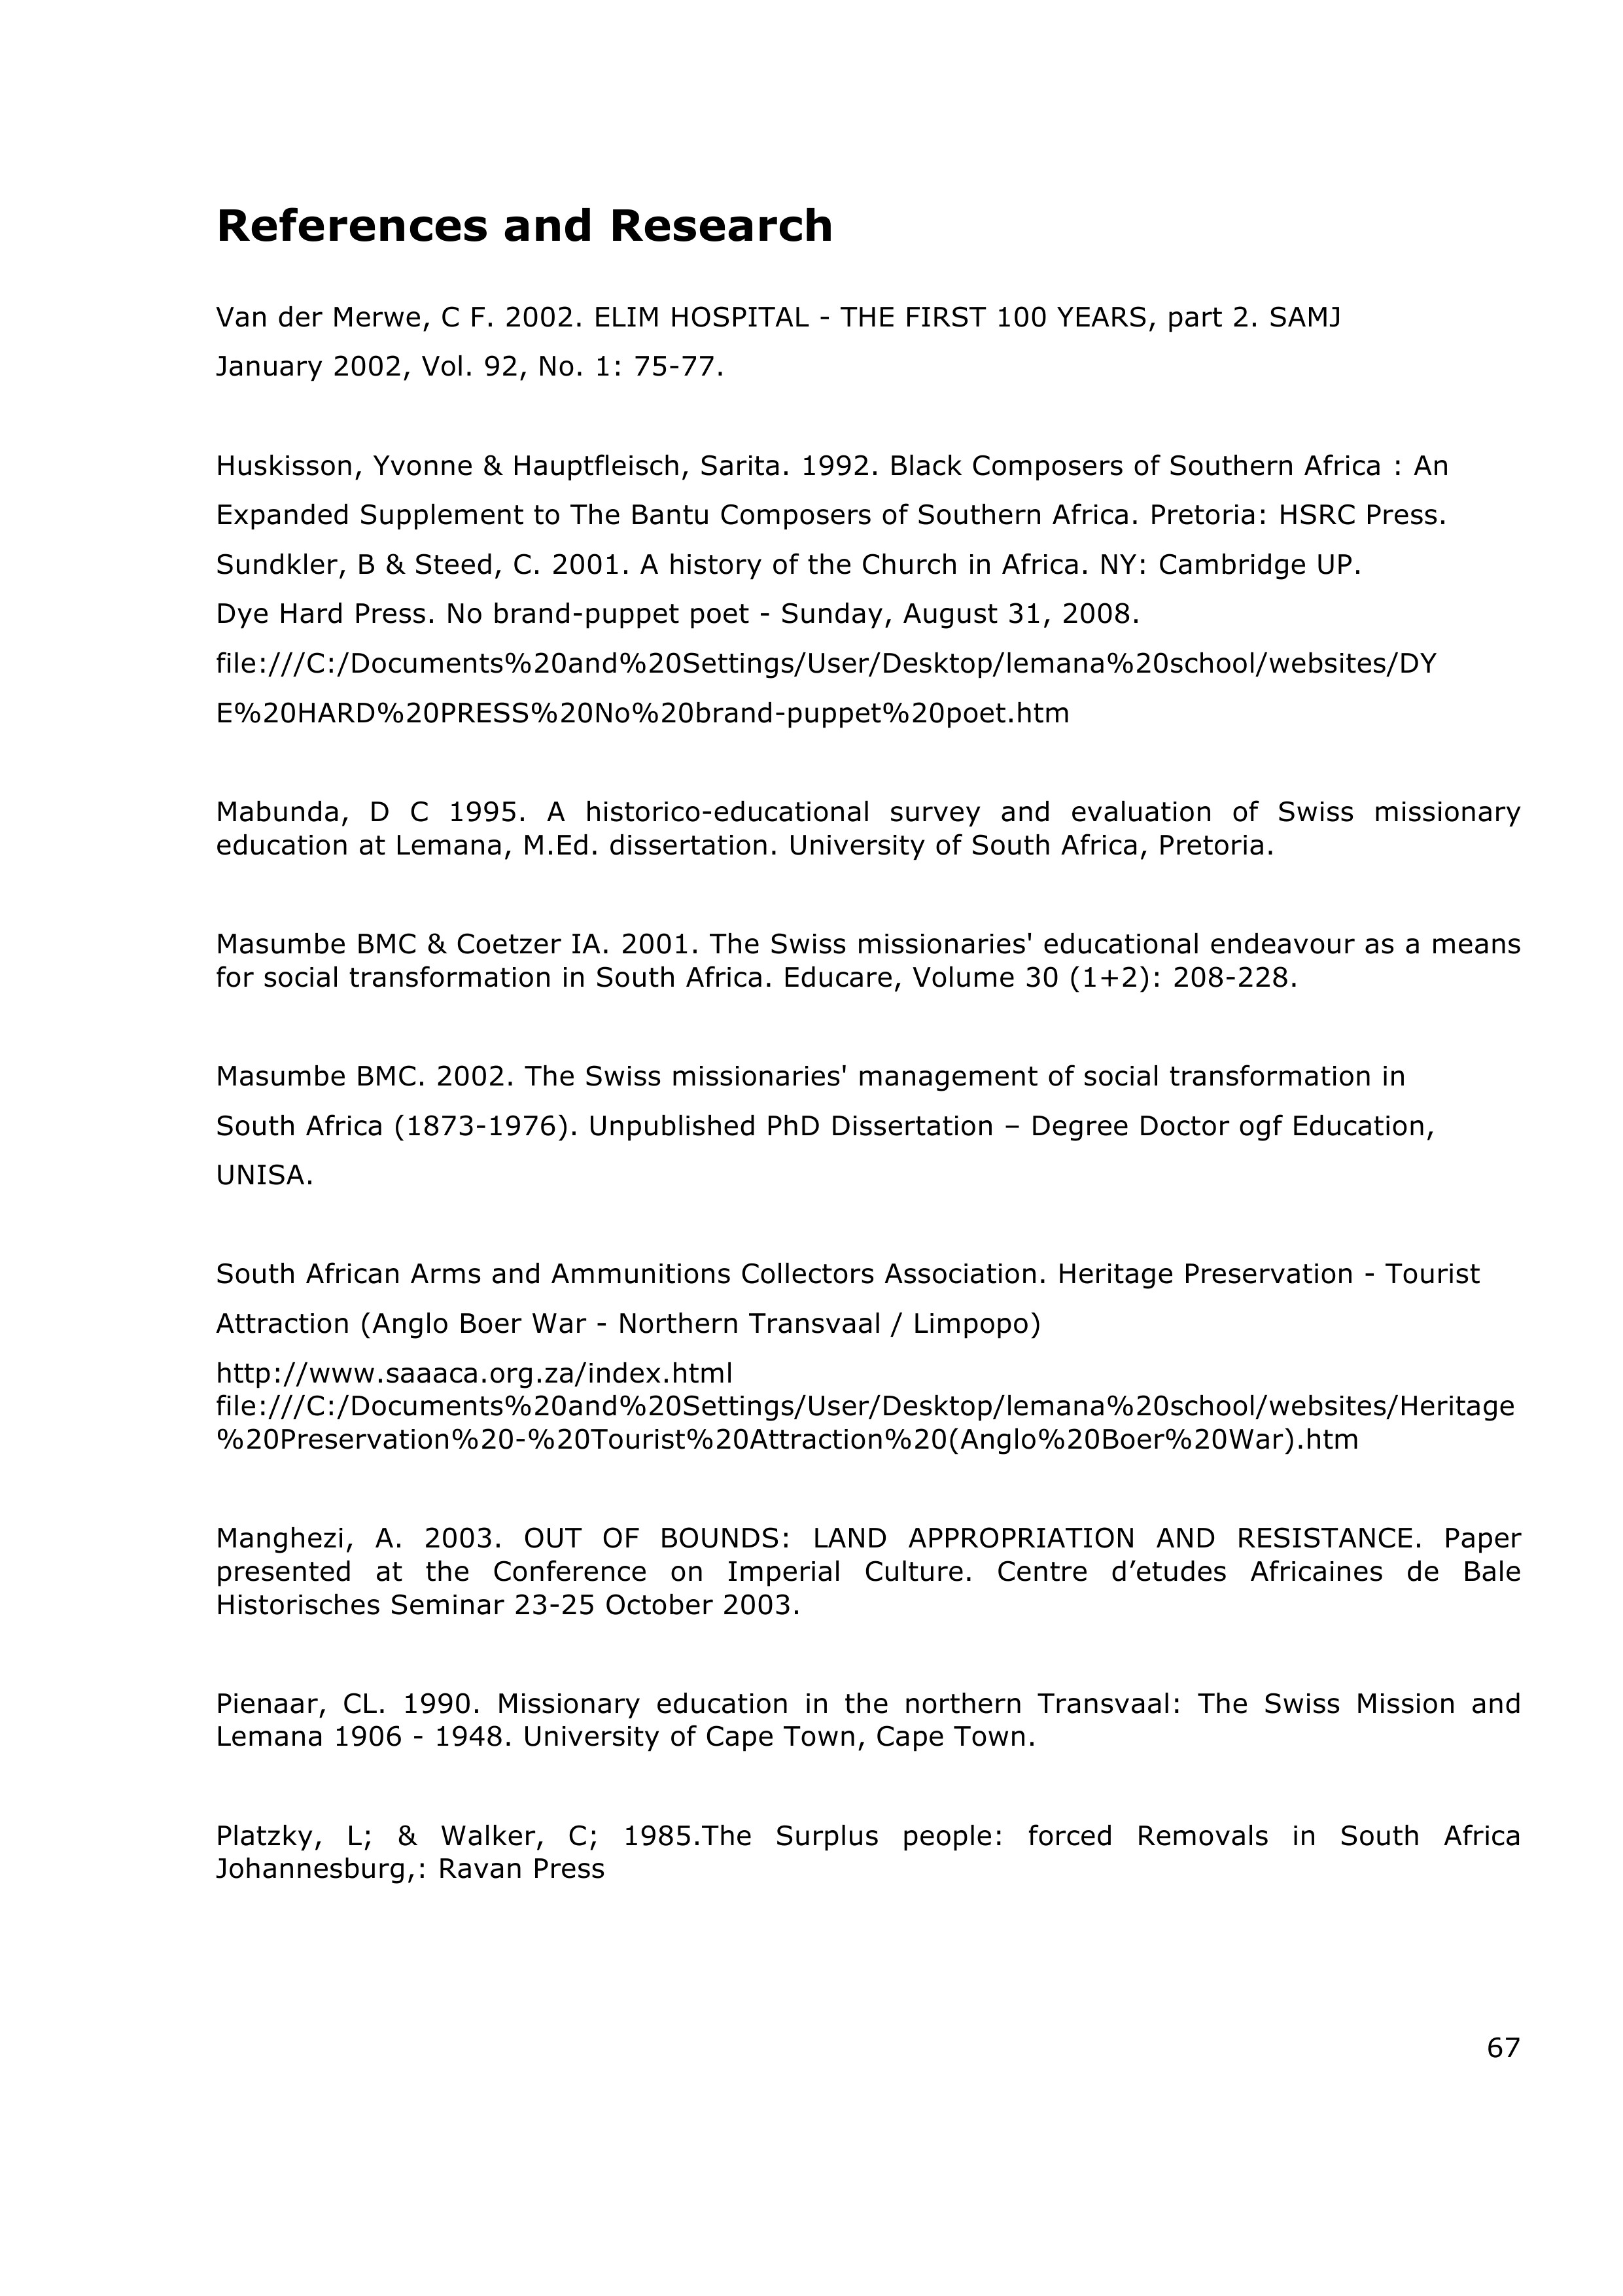 References and Research
Van der Merwe, C F. 2002. ELIM HOSPITAL - THE FIRST 100 YEARS, part 2. SAMJ
January 2002, Vol. 92, No. 1: 75-77.
Huskisson, Yvonne & Hauptfleisch, Sarita. 1992. Black Composers of Southern Africa : An
Expanded Supplement to The Bantu Composers of Southern Africa. Pretoria: HSRC Press.
Sundkler, B & Steed, C. 2001. A history of the Church in Africa. NY: Cambridge UP.
Dye Hard Press. No brand-puppet poet - Sunday, August 31, 2008.
file:///C:/Documents%20and%20Settings/User/Desktop/lemana%20school/websites/DY
E%20HARD%20PRESS%20No%20brand-puppet%20poet.htm
Mabunda, D C 1995. A historico-educational survey and evaluation of Swiss missionary
education at Lemana, M.Ed. dissertation. University of South Africa, Pretoria.
Masumbe BMC & Coetzer IA. 2001. The Swiss missionaries' educational endeavour as a means
for social transformation in South Africa. Educare, Volume 30 (1+2): 208-228.
Masumbe BMC. 2002. The Swiss missionaries' management of social transformation in
South Africa (1873-1976). Unpublished PhD Dissertation – Degree Doctor ogf Education,
UNISA.
South African Arms and Ammunitions Collectors Association. Heritage Preservation - Tourist
Attraction (Anglo Boer War - Northern Transvaal / Limpopo)
http://www.saaaca.org.za/index.html
file:///C:/Documents%20and%20Settings/User/Desktop/lemana%20school/websites/Heritage
%20Preservation%20-%20Tourist%20Attraction%20(Anglo%20Boer%20War).htm
Manghezi, A. 2003. OUT OF BOUNDS: LAND APPROPRIATION AND RESISTANCE. Paper
presented at the Conference on Imperial Culture. Centre d’etudes Africaines de Bale
Historisches Seminar 23-25 October 2003.
Pienaar, CL. 1990. Missionary education in the northern Transvaal: The Swiss Mission and
Lemana 1906 - 1948. University of Cape Town, Cape Town.
Platzky, L; & Walker, C; 1985.The Surplus people: forced Removals in South Africa
Johannesburg,: Ravan Press
67